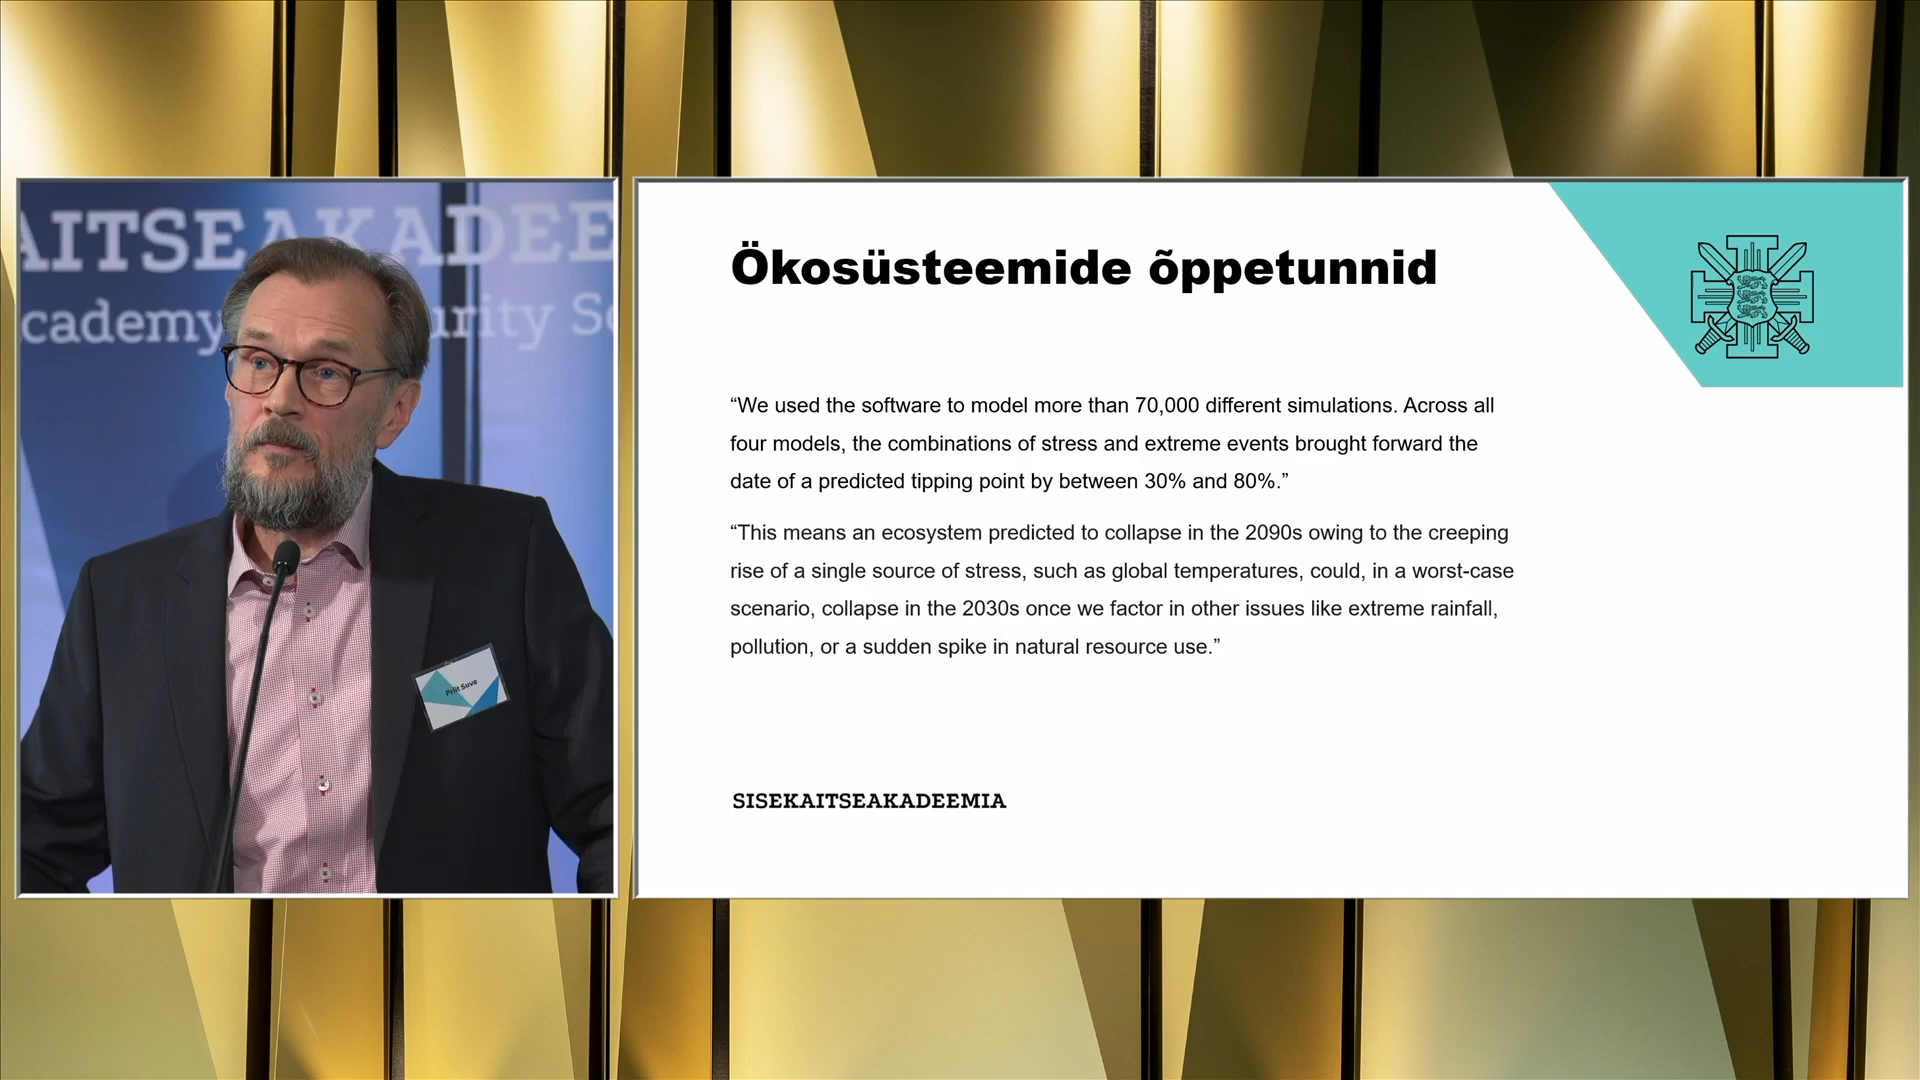 AITSEAKADEE
cademy urity Sc
Priit Suve
Ökosüsteemide õppetunnid
“We used the software to model more than 70,000 different simulations. Across all
four models, the combinations of stress and extreme events brought forward the
date of a predicted tipping point by between 30% and 80%.”
“This means an ecosystem predicted to collapse in the 2090s owing to the creeping
rise of a single source of stress, such as global temperatures, could, in a worst-case
scenario, collapse in the 2030s once we factor in other issues like extreme rainfall,
pollution, or a sudden spike in natural resource use.”
SISEKAITSEAKADEEMIA